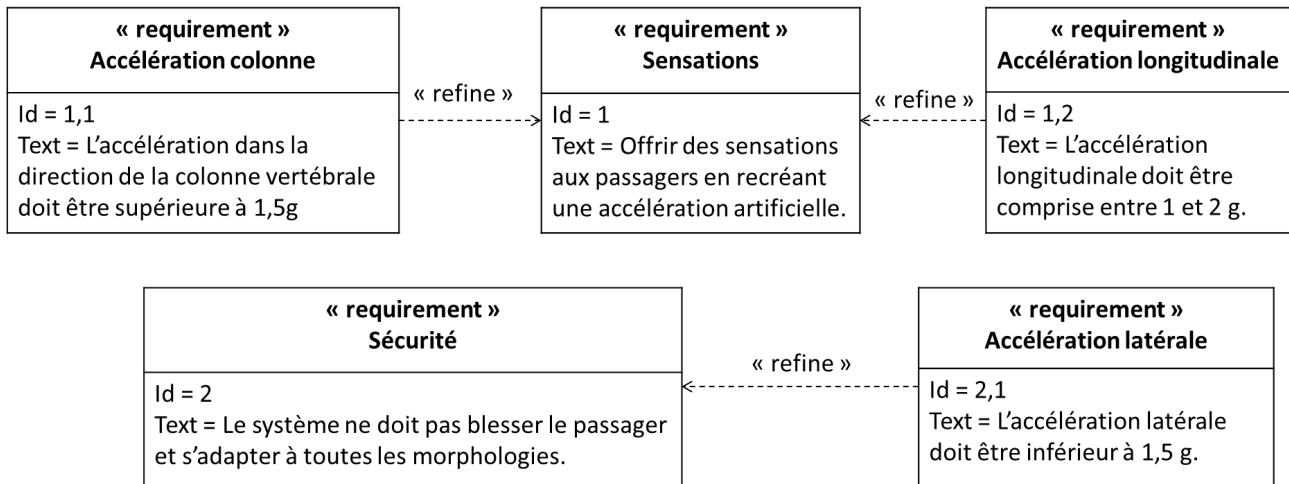 « requirement »
Accélération colonne
Id = 1,1
Text = L’accélération dans la
direction de la colonne vertébrale
doit être supérieure à 1,5g
« refine »
« requirement »
Sensations
Id = 1
Text = Offrir des sensations
aux passagers en recréant
une accélération artificielle.
« refine »
« requirement »
Accélération longitudinale
Id = 1,2
Text = L’accélération
longitudinale doit être
comprise entre 1 et 2 g.
« requirement »
Sécurité
Id = 2
Text = Le système ne doit pas blesser le passager
et s’adapter à toutes les morphologies.
« refine »
« requirement »
Accélération latérale
Id = 2,1
Text = L’accélération latérale
doit être inférieur à 1,5 g.